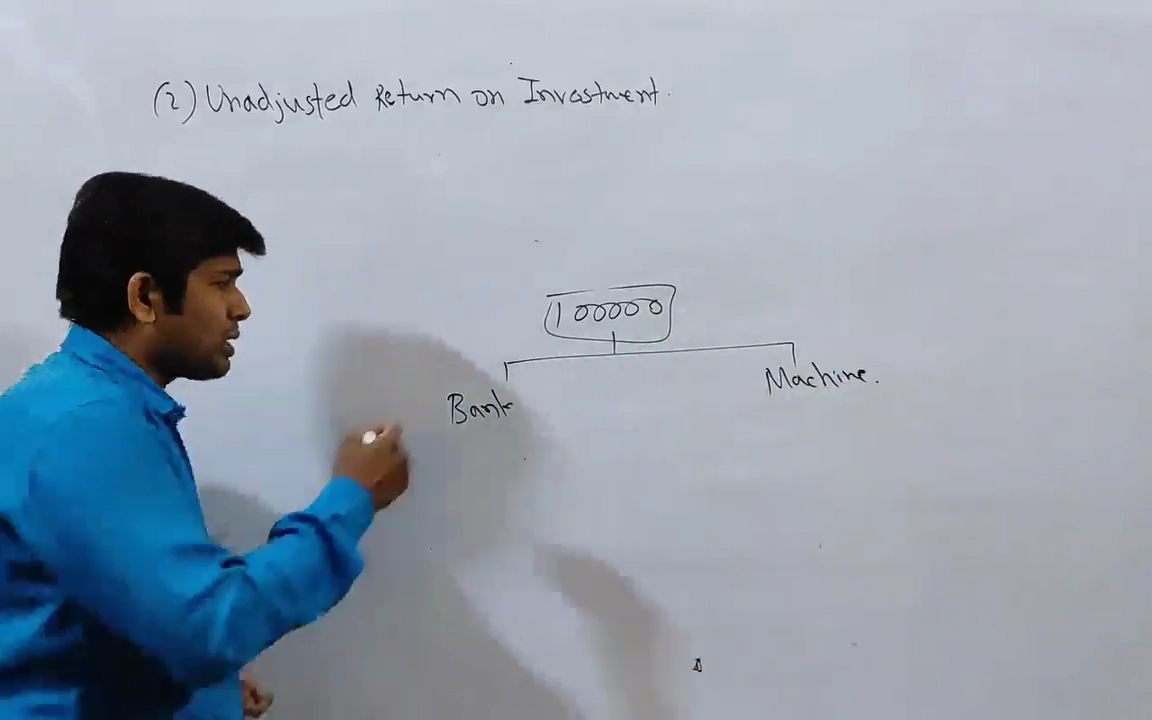 (2) Unadjusted Return on Investment.
100000
Bank
Machine.